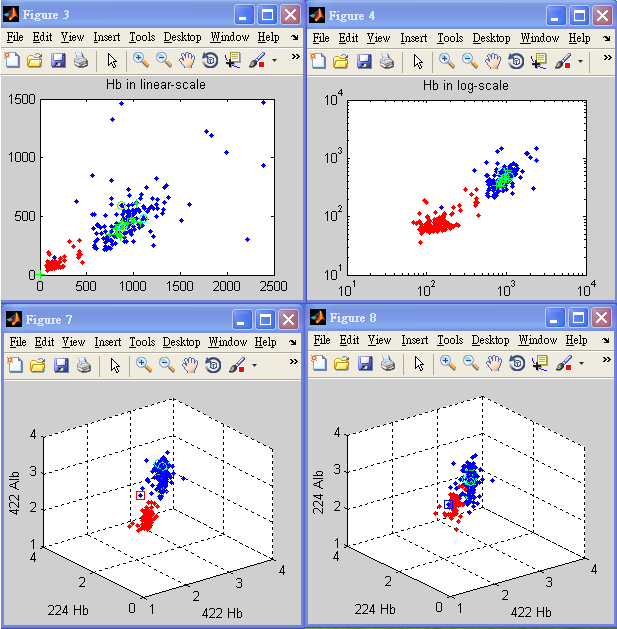 Figure 3
File Edit View Insert Tools Desktop Window Help
Hb in linear-scale
1500
1000
500
0
0 500 1000 1500 2000 2500
Figure 4
File Edit View Insert Tools Desktop Window Help
Hb in log-scale
10^4
10^3
10^2
10^1
10^1 10^2 10^3 10^4
Figure 7
File Edit View Insert Tools Desktop Window Help
4
3
2
1
422 Alb
4
2
0
224 Hb
1 2 3 4
422 Hb
Figure 8
File Edit View Insert Tools Desktop Window Help
4
3
2
1
224 Alb
4
2
0
224 Hb
1 2 3 4
422 Hb